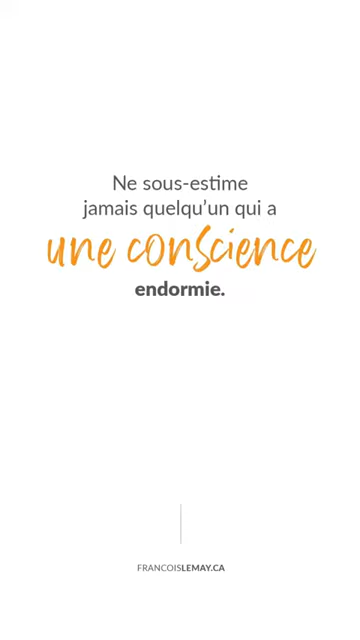 Ne sous-estime
jamais quelqu'un qui a
une conscience
endormie.
FRANCOISLEMAY.CA